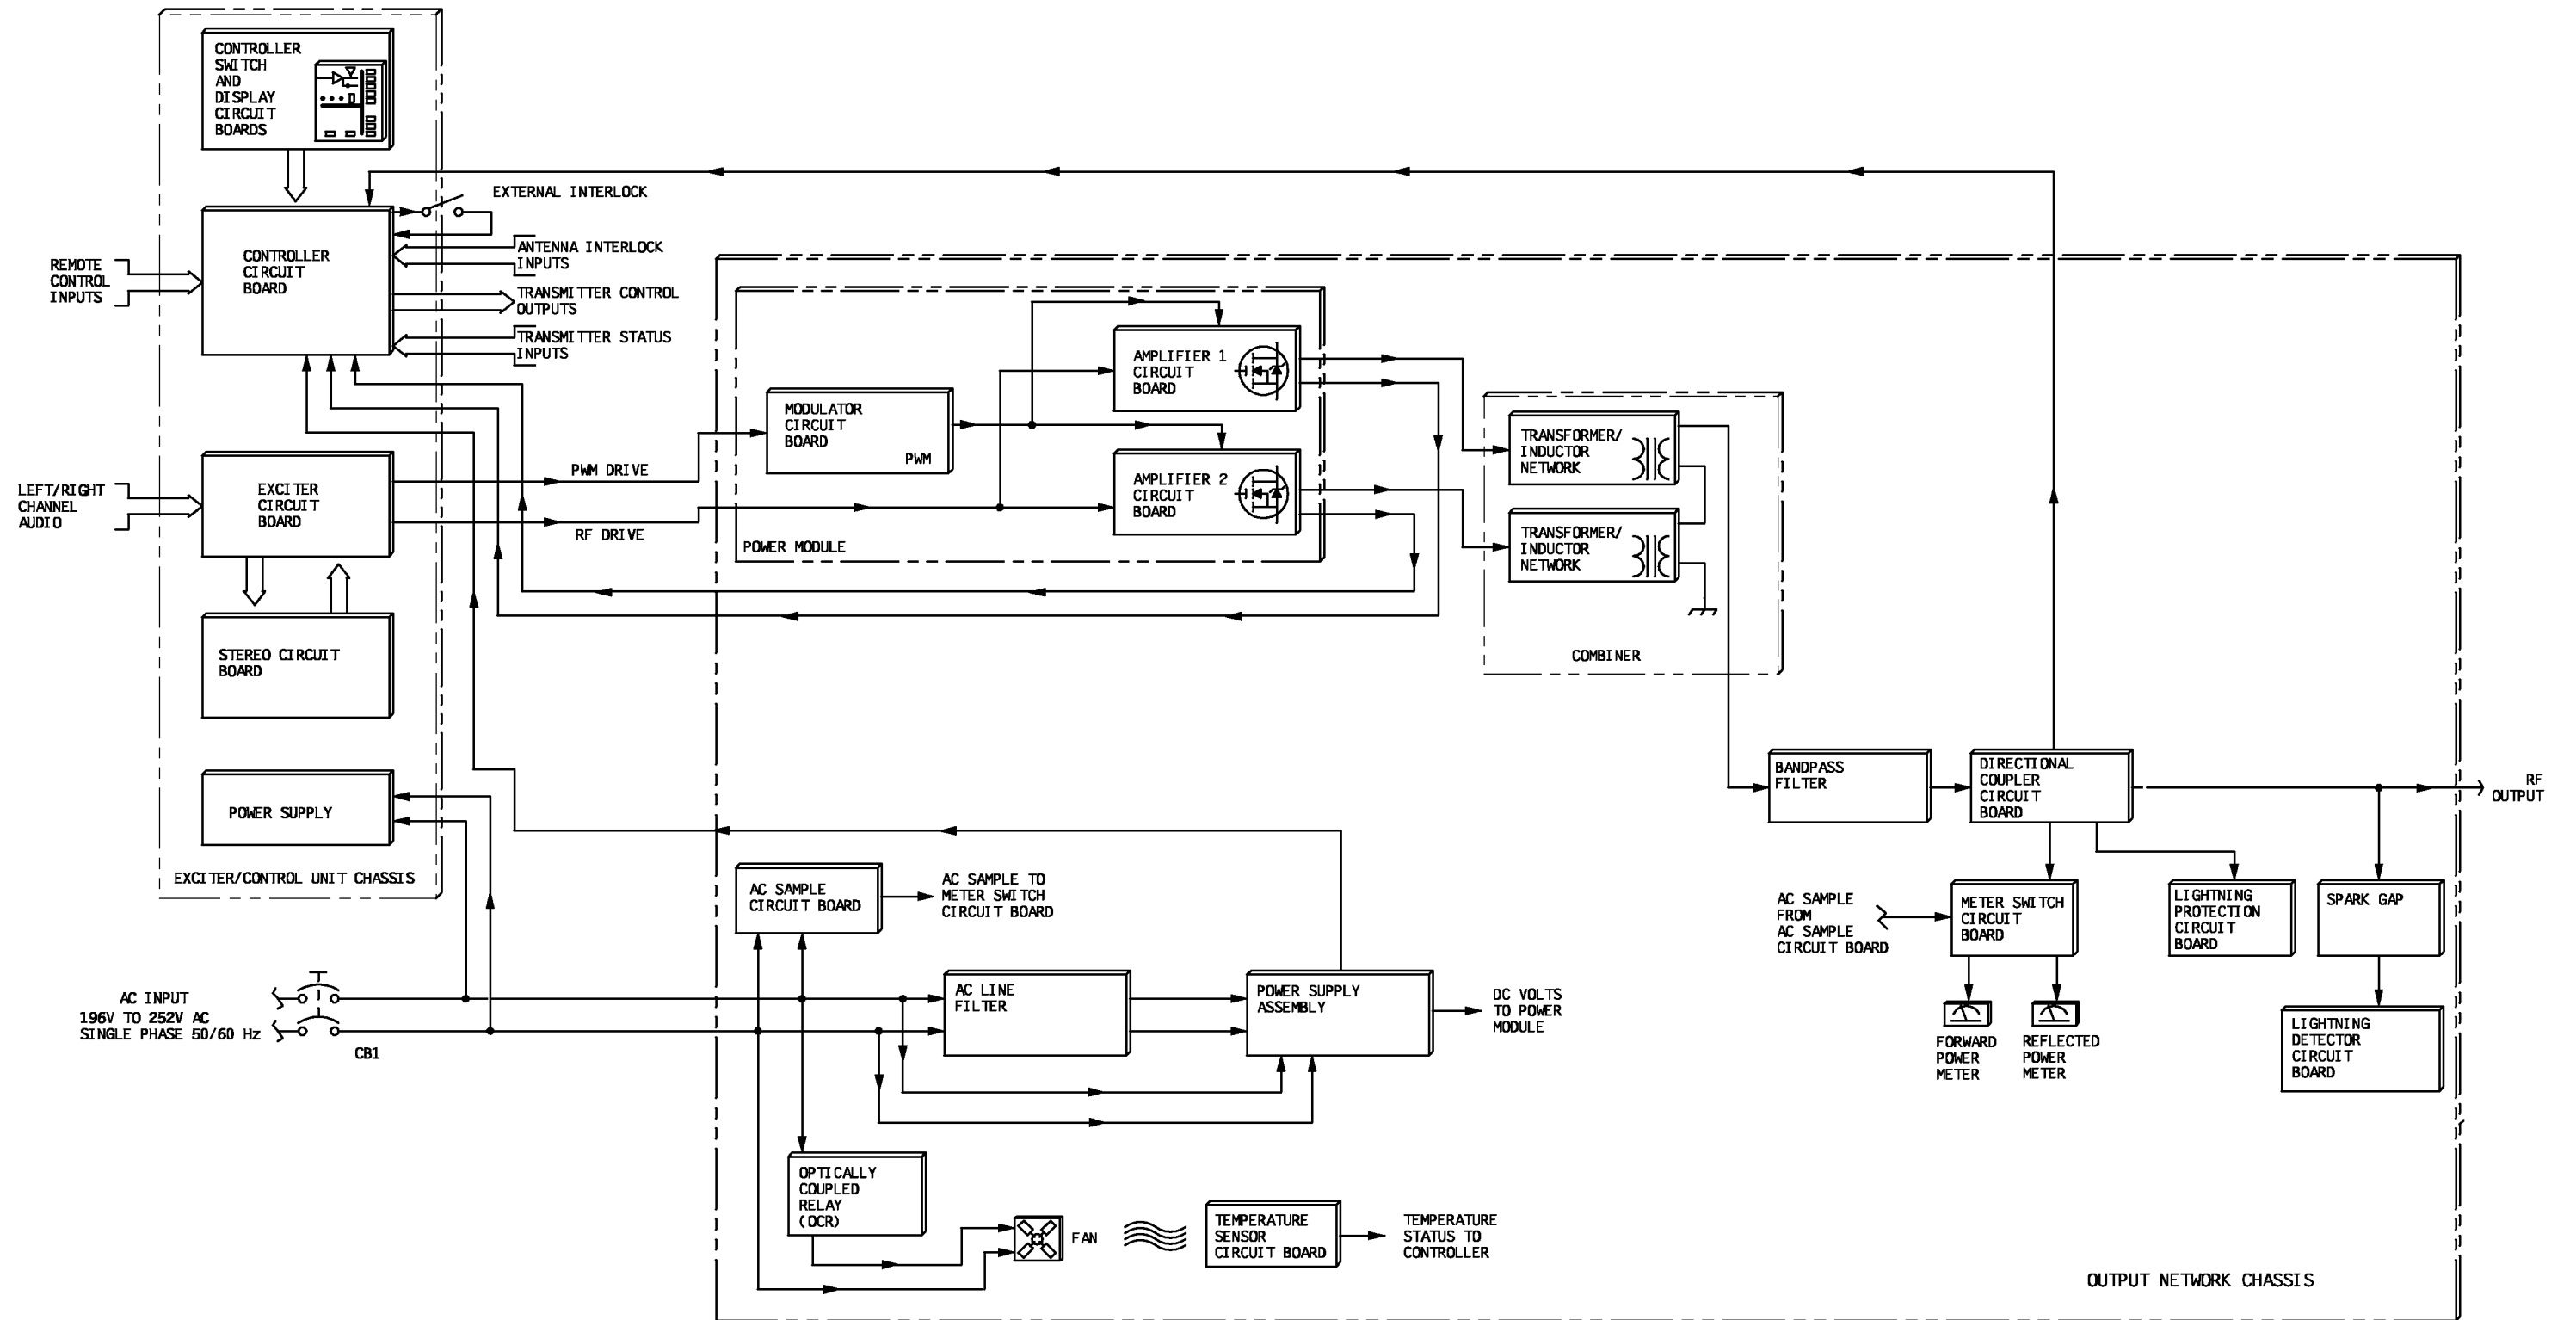 CONTROLLER
SWITCH
AND
DISPLAY
CIRCUIT
BOARDS
EXTERNAL INTERLOCK
CONTROLLER
CIRCUIT
BOARD
REMOTE
CONTROL
INPUTS
ANTENNA INTERLOCK
INPUTS
TRANSMITTER CONTROL
OUTPUTS
TRANSMITTER STATUS
INPUTS
LEFT/RIGHT
CHANNEL
AUDIO
EXCITER
CIRCUIT
BOARD
PWM DRIVE
RF DRIVE
STEREO CIRCUIT
BOARD
POWER SUPPLY
EXCITER/CONTROL UNIT CHASSIS
MODULATOR
CIRCUIT
BOARD
PWM
AMPLIFIER 1
CIRCUIT
BOARD
AMPLIFIER 2
CIRCUIT
BOARD
POWER MODULE
TRANSFORMER/
INDUCTOR
NETWORK
TRANSFORMER/
INDUCTOR
NETWORK
COMBINER
BANDPASS
FILTER
DIRECTIONAL
COUPLER
CIRCUIT
BOARD
RF
OUTPUT
AC SAMPLE
CIRCUIT BOARD
AC SAMPLE TO
METER SWITCH
CIRCUIT BOARD
AC SAMPLE
FROM
AC SAMPLE
CIRCUIT BOARD
METER SWITCH
CIRCUIT
BOARD
LIGHTNING
PROTECTION
CIRCUIT
BOARD
SPARK GAP
AC INPUT
196V TO 252V AC
SINGLE PHASE 50/60 Hz
CB1
AC LINE
FILTER
POWER SUPPLY
ASSEMBLY
DC VOLTS
TO POWER
MODULE
FORWARD
POWER
METER
REFLECTED
POWER
METER
LIGHTNING
DETECTOR
CIRCUIT
BOARD
OPTICALLY
COUPLED
RELAY
(OCR)
FAN
TEMPERATURE
SENSOR
CIRCUIT BOARD
TEMPERATURE
STATUS TO
CONTROLLER
OUTPUT NETWORK CHASSIS